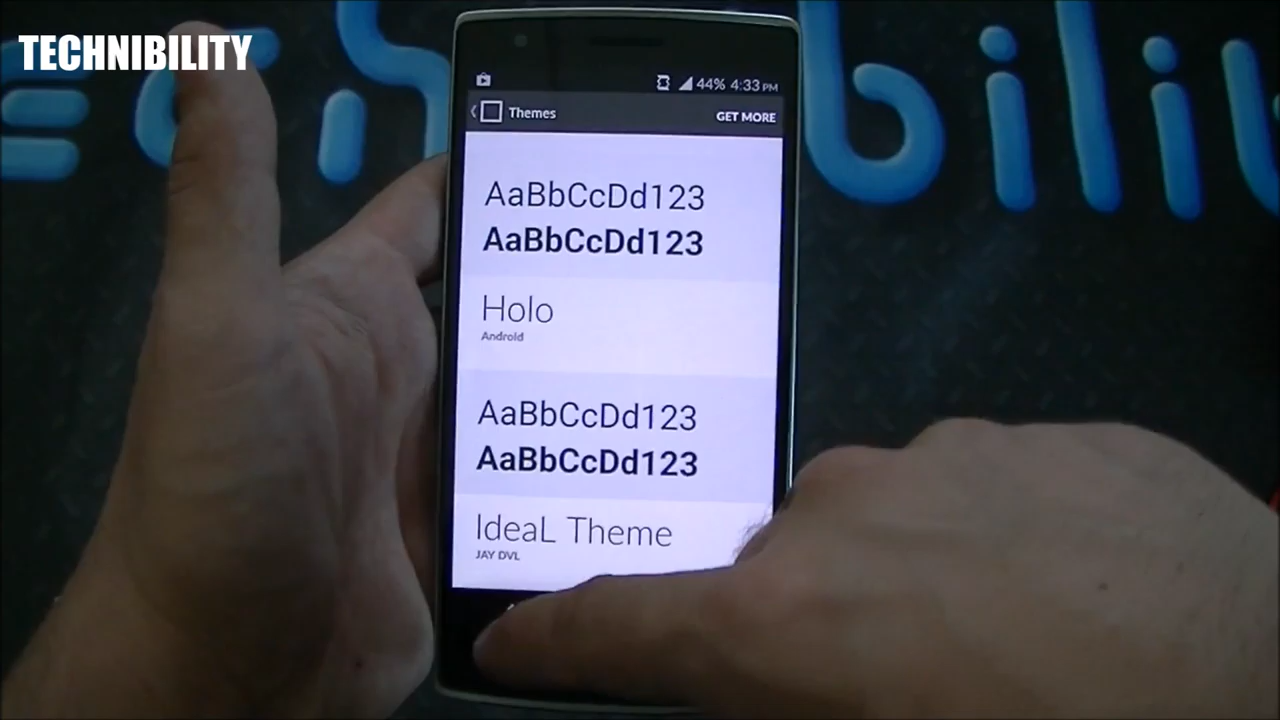 TECHNIBILITY
44% 4:33 PM
Themes
GET MORE
AaBbCcDd123
AaBbCcDd123
Holo
Android
AaBbCcDd123
AaBbCcDd123
IdeaL Theme
JAY DVL